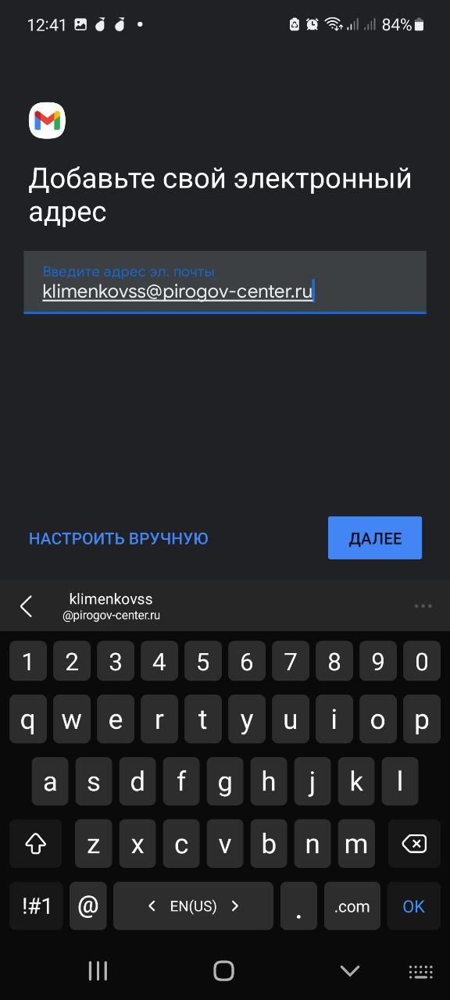 12:41
84%
Добавьте свой электронный
адрес
Введите адрес эл. почты
klimenkovss@pirogov-center.ru
НАСТРОИТЬ ВРУЧНУЮ
ДАЛЕЕ
klimenkovss
@pirogov-center.ru
1 2 3 4 5 6 7 8 9 0
q w e r t y u i o p
a s d f g h j k l
z x c v b n m
!#1 @ EN(US) . .com OK